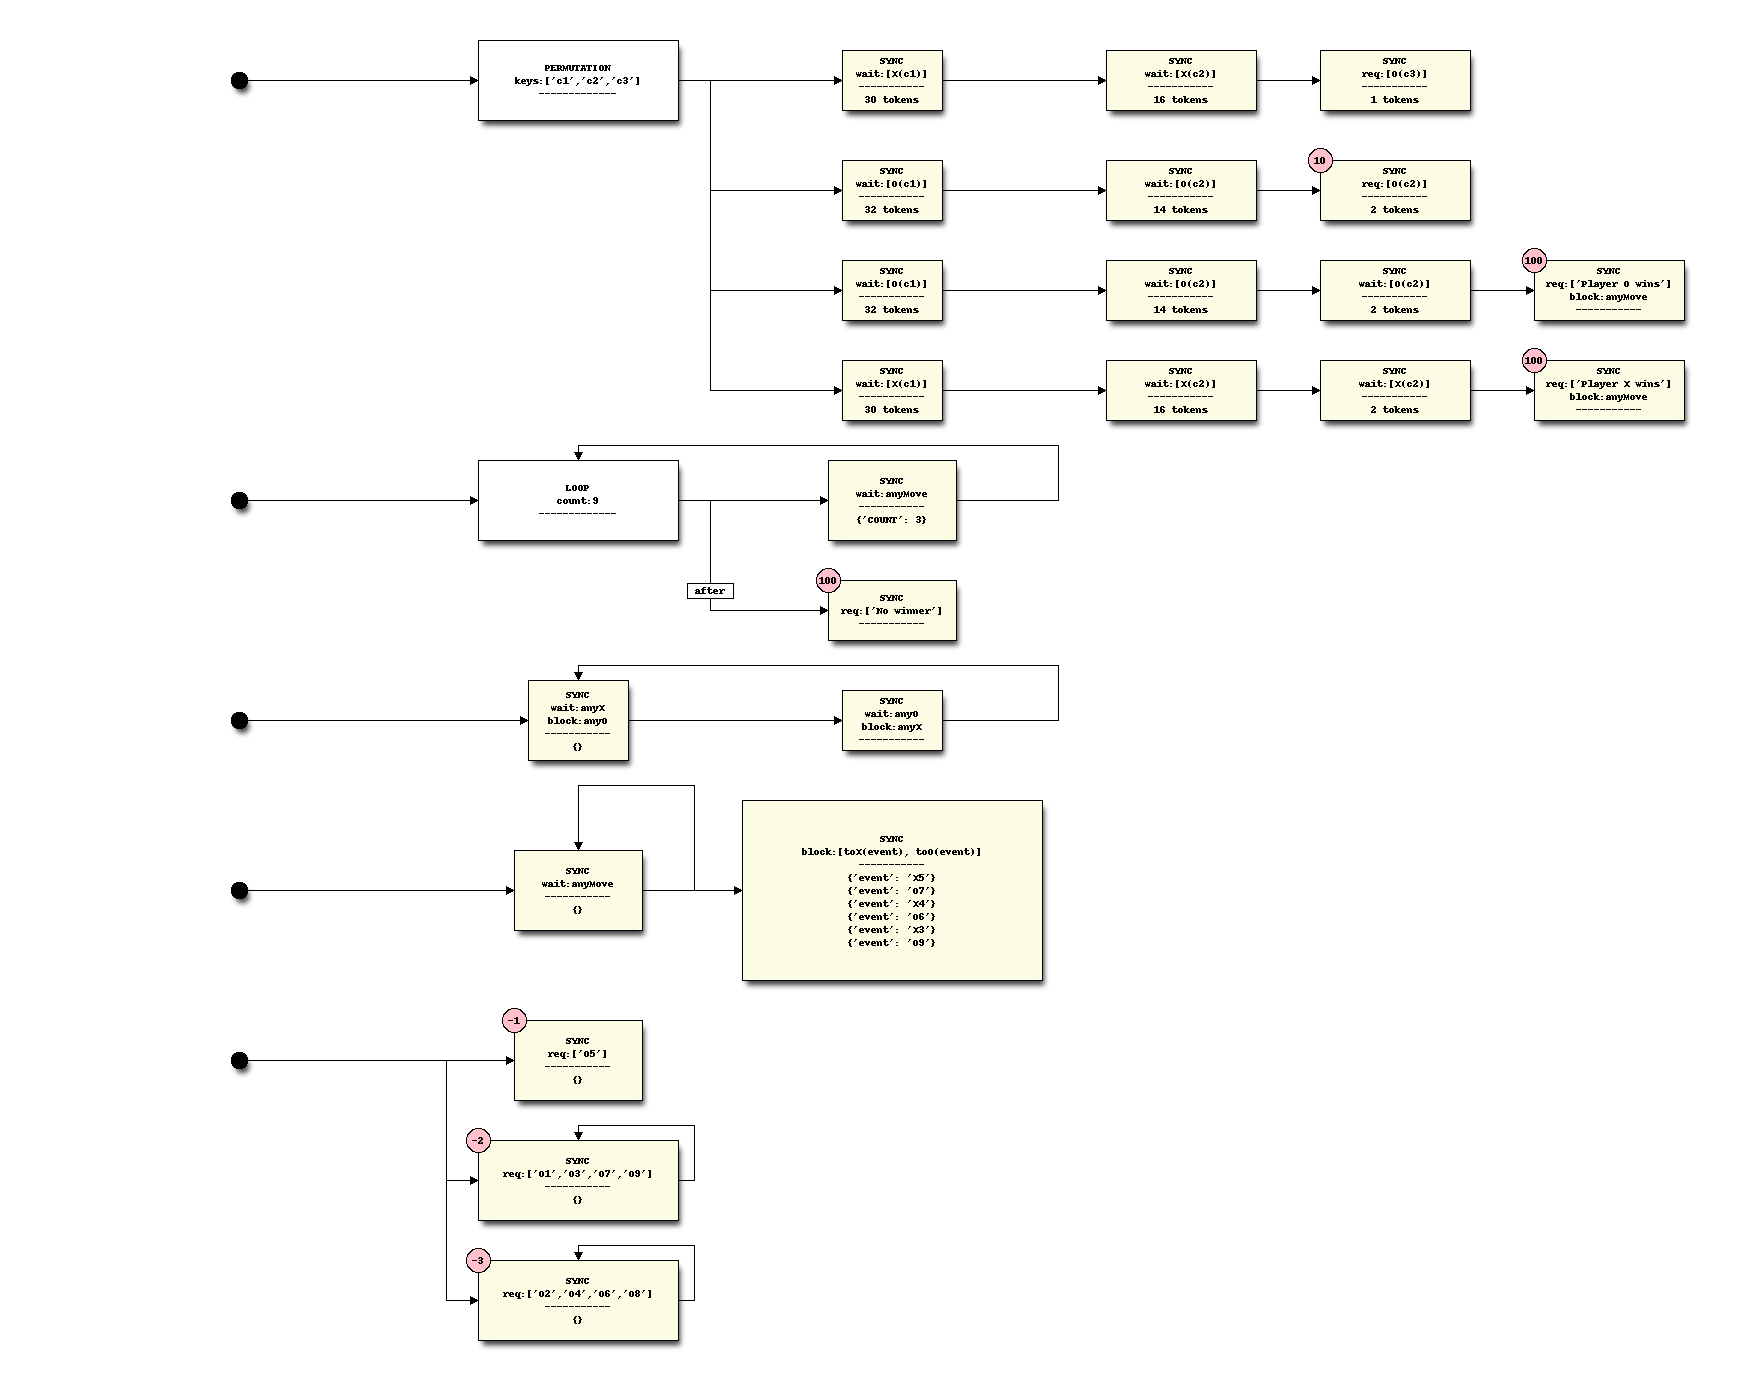 PERMUTATION
keys:['c1','c2','c3']
-------------
SYNC
wait:[X(c1)]
-----------
30 tokens
SYNC
wait:[X(c2)]
-----------
16 tokens
SYNC
req:[O(c3)]
-----------
1 tokens
SYNC
wait:[O(c1)]
-----------
32 tokens
SYNC
wait:[O(c2)]
-----------
14 tokens
10
SYNC
req:[O(c2)]
-----------
2 tokens
SYNC
wait:[O(c1)]
-----------
32 tokens
SYNC
wait:[O(c2)]
-----------
14 tokens
SYNC
wait:[O(c2)]
-----------
2 tokens
100
SYNC
req:['Player O wins']
block:anyMove
-----------
SYNC
wait:[X(c1)]
-----------
30 tokens
SYNC
wait:[X(c2)]
-----------
16 tokens
SYNC
wait:[X(c2)]
-----------
2 tokens
100
SYNC
req:['Player X wins']
block:anyMove
-----------
LOOP
count:9
-------------
SYNC
wait:anyMove
-----------
{'COUNT': 3}
after
100
SYNC
req:['No winner']
-----------
SYNC
wait:anyX
block:anyO
-----------
{}
SYNC
wait:anyO
block:anyX
-----------
SYNC
wait:anyMove
-----------
{}
SYNC
block:[toX(event), toO(event)]
-----------
{'event': 'X5'}
{'event': 'O7'}
{'event': 'X4'}
{'event': 'O6'}
{'event': 'X3'}
{'event': 'O9'}
-1
SYNC
req:['O5']
-----------
{}
-2
SYNC
req:['O1','O3','O7','O9']
-----------
{}
-3
SYNC
req:['O2','O4','O6','O8']
-----------
{}